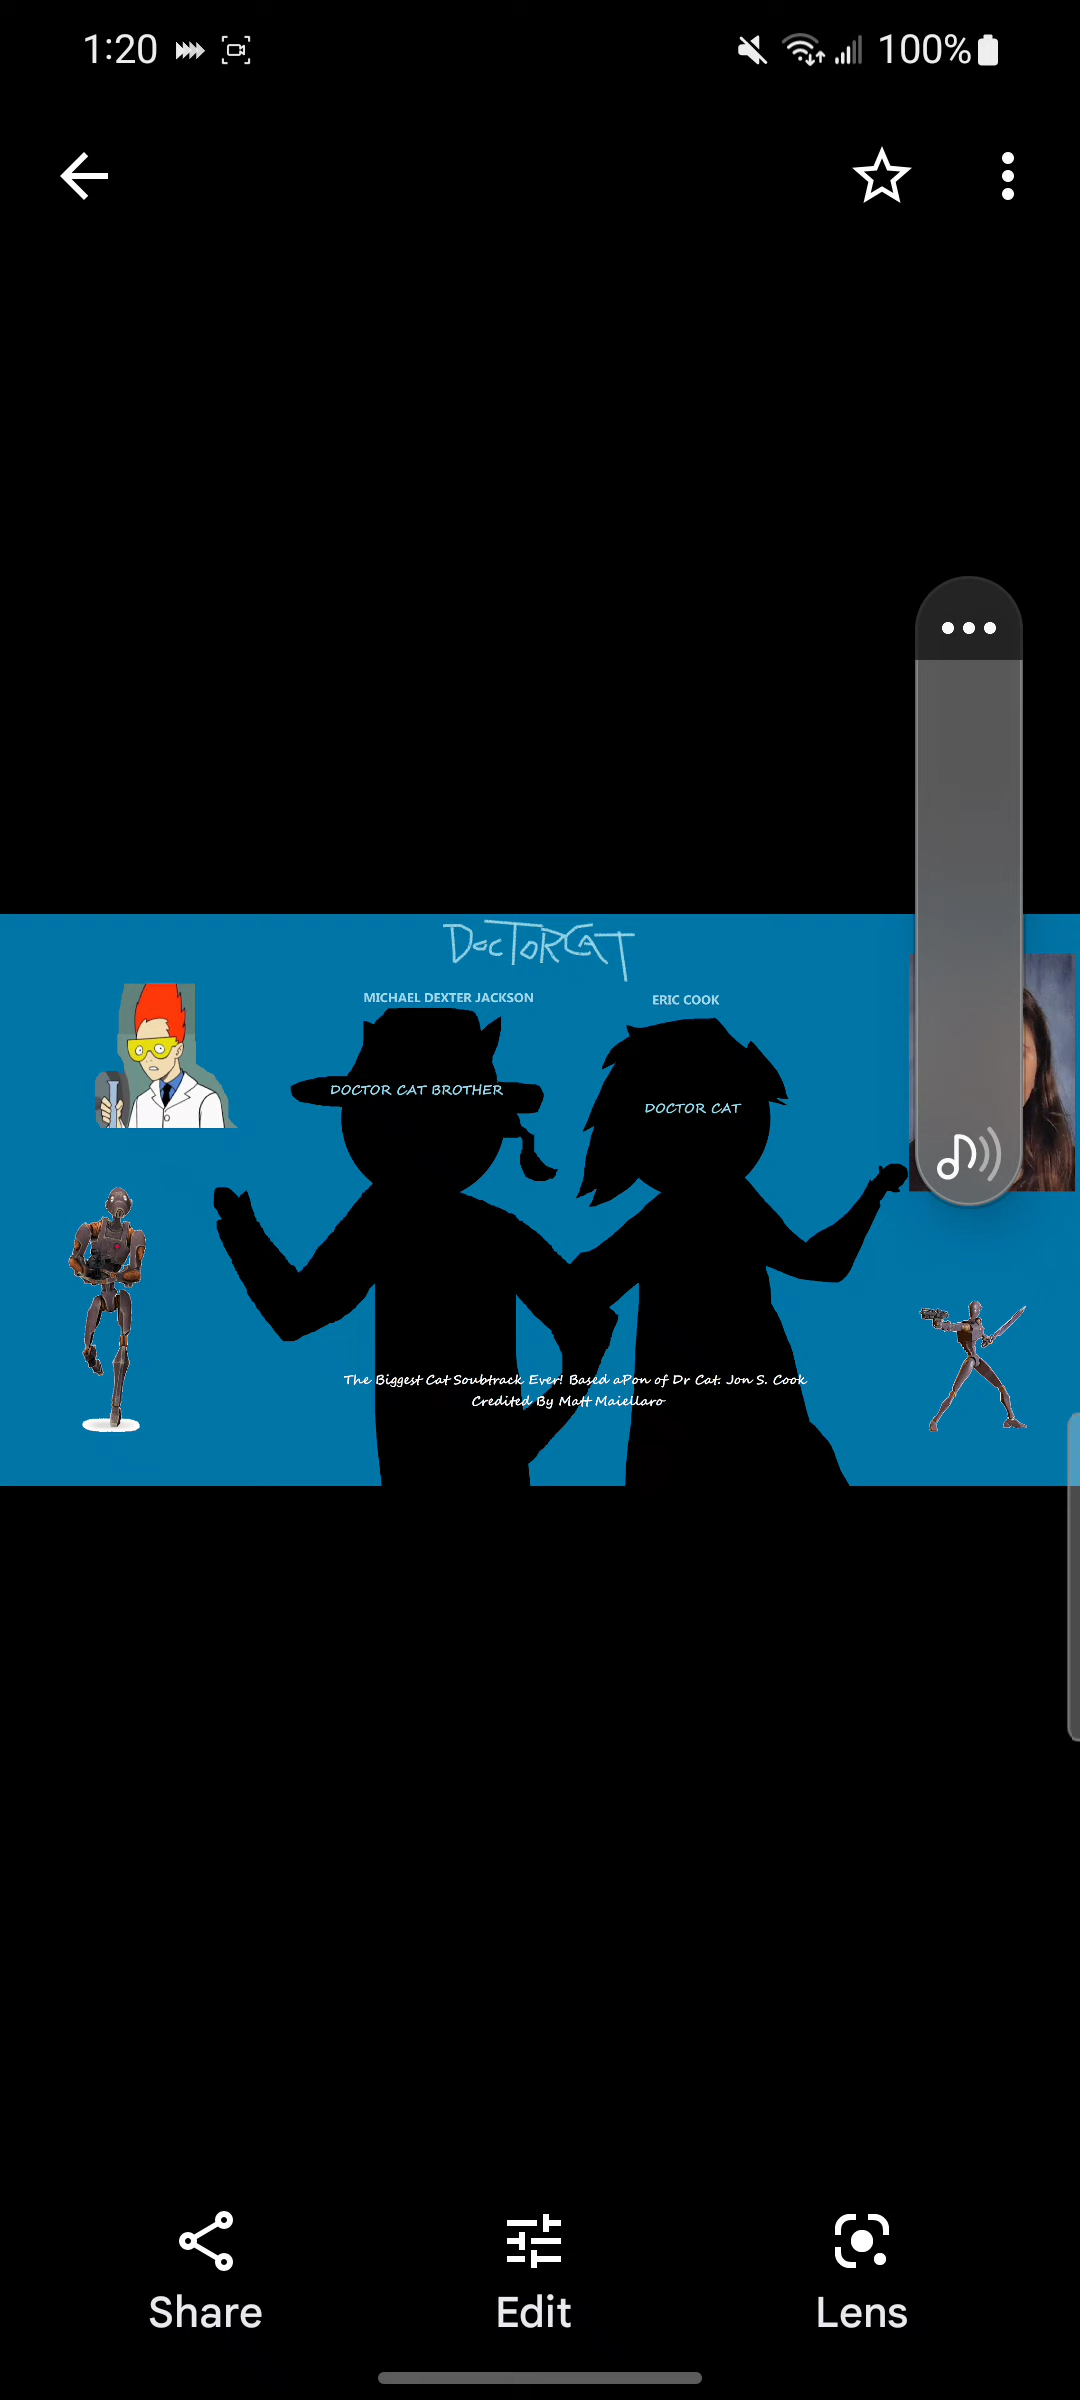 1:20
100%
DocToRCAT
MICHAEL DEXTER JACKSON
ERIC COOK
DOCTOR CAT BROTHER
DOCTOR CAT
The Biggest Cat Soubtrack Ever! Based aPon of Dr Cat. Jon S. Cook
Credited By Matt Maiellaro
Share
Edit
Lens